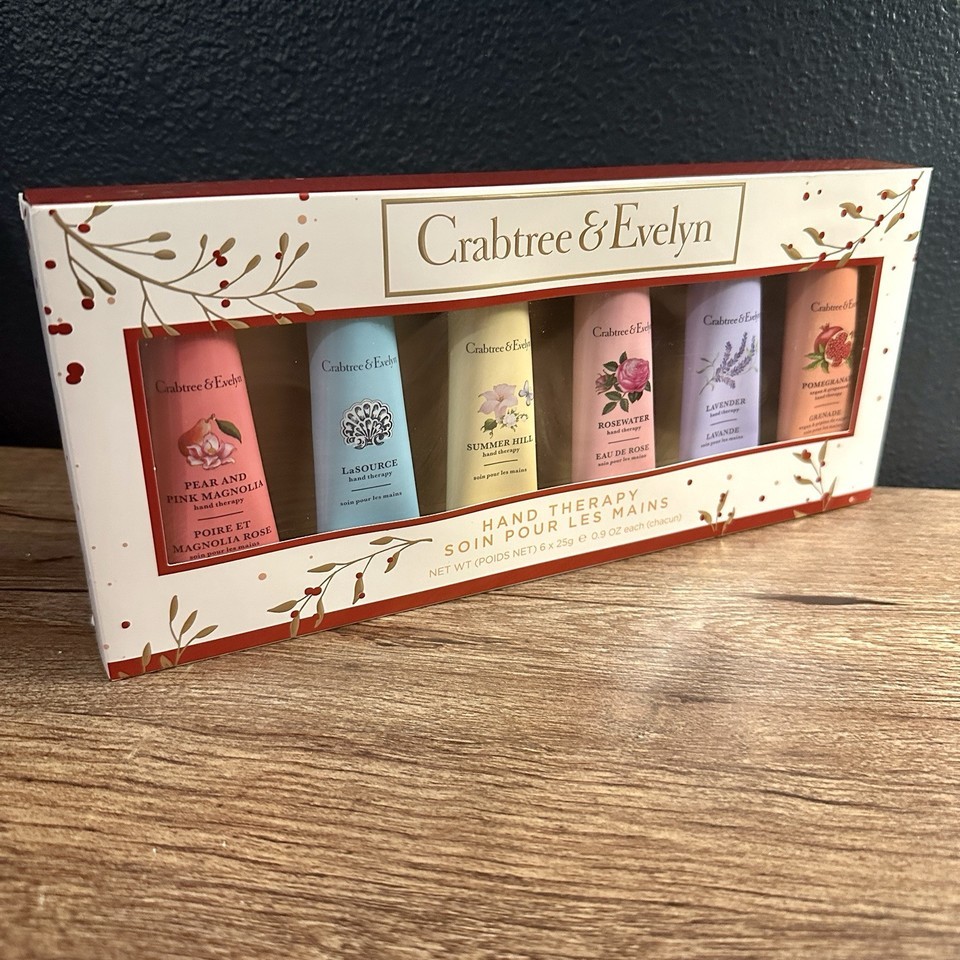 Crabtree & Evelyn
Crabtree & Evelyn
PEAR AND
PINK MAGNOLIA
hand therapy
POIRE ET
MAGNOLIA ROSE
soin pour les mains
Crabtree & Evelyn
LaSOURCE
hand therapy
soin pour les mains
Crabtree & Evelyn
SUMMER HILL
hand therapy
soin pour les mains
Crabtree & Evelyn
ROSEWATER
hand therapy
EAU DE ROSE
soin pour les mains
Crabtree & Evelyn
LAVENDER
hand therapy
LAVANDE
soin pour les mains
Crabtree & Eve
POMEGRANA
hand therapy
GRENADE
HAND THERAPY
SOIN POUR LES MAINS
NET WT (POIDS NET) 6 x 25g ℮ 0.9 OZ each (chacun)